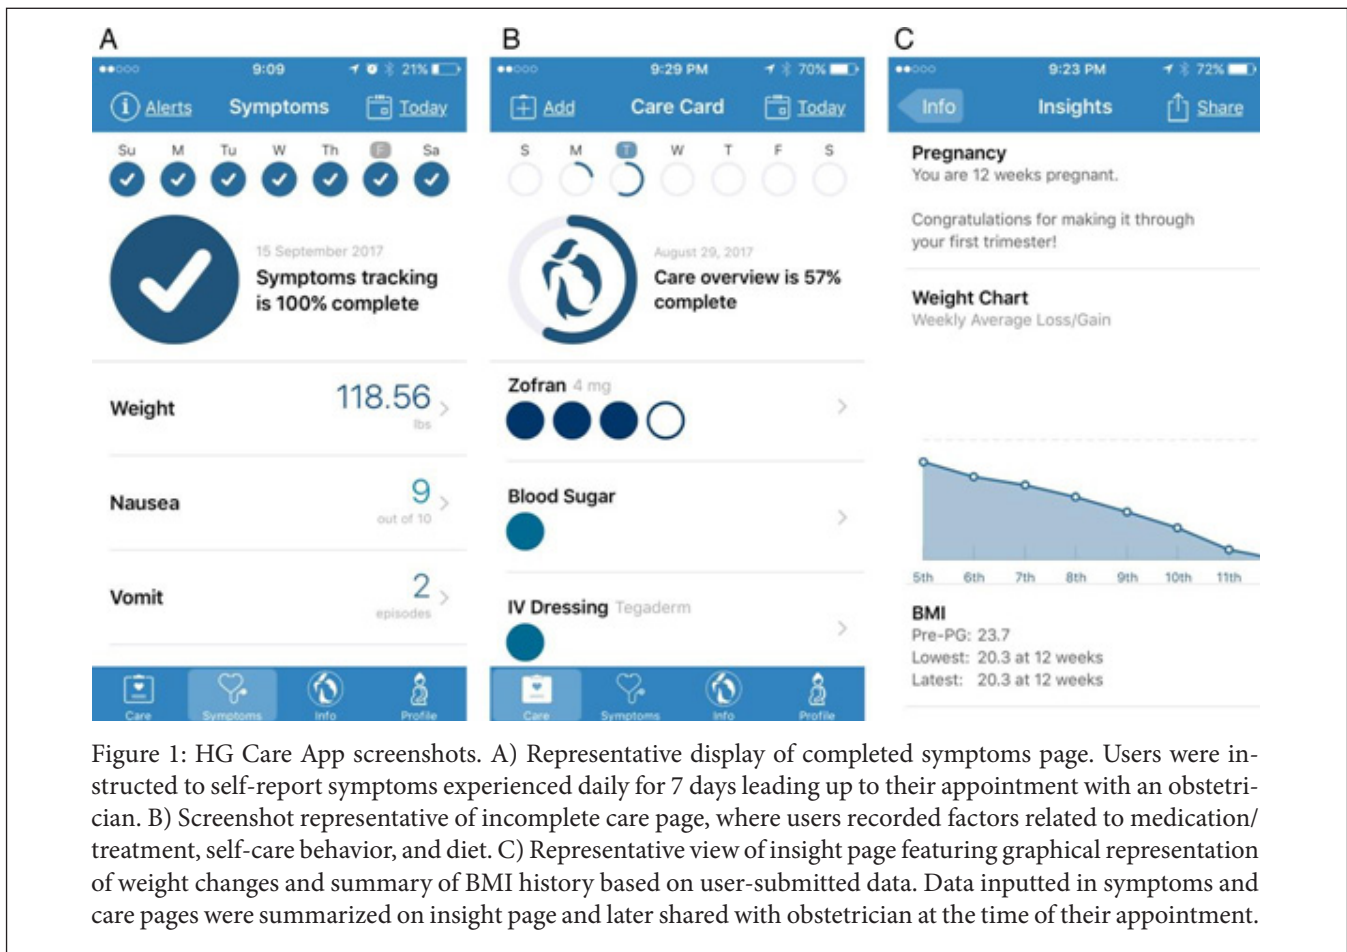 A
9:09
21%
Alerts
Symptoms
Today
Su M Tu W Th F Sa
15 September 2017
Symptoms tracking
is 100% complete
Weight
118.56
lbs
Nausea
9
out of 10
Vomit
2
episodes
Care Symptoms Info Profile
B
9:29 PM
70%
Add
Care Card
Today
S M T W T F S
August 29, 2017
Care overview is 57%
complete
Zofran 4 mg
Blood Sugar
IV Dressing Tegaderm
Care Symptoms Info Profile
C
9:23 PM
72%
Info
Insights
Share
Pregnancy
You are 12 weeks pregnant.
Congratulations for making it through
your first trimester!
Weight Chart
Weekly Average Loss/Gain
5th 6th 7th 8th 9th 10th 11th
BMI
Pre-PG: 23.7
Lowest: 20.3 at 12 weeks
Latest: 20.3 at 12 weeks
Figure 1: HG Care App screenshots. A) Representative display of completed symptoms page. Users were in-
structed to self-report symptoms experienced daily for 7 days leading up to their appointment with an obstetri-
cian. B) Screenshot representative of incomplete care page, where users recorded factors related to medication/
treatment, self-care behavior, and diet. C) Representative view of insight page featuring graphical representation
of weight changes and summary of BMI history based on user-submitted data. Data inputted in symptoms and
care pages were summarized on insight page and later shared with obstetrician at the time of their appointment.